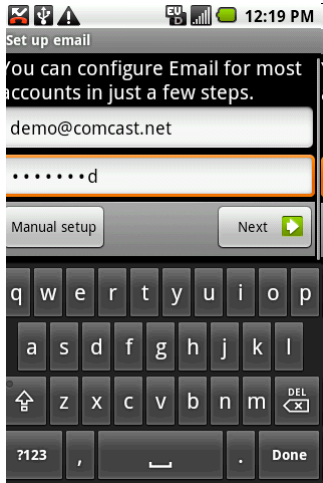 EV
D
12:19 PM
Set up email
You can configure Email for most
accounts in just a few steps.
demo@comcast.net
•••••••d
Manual setup
Next
q w e r t y u i o p
a s d f g h j k l
z x c v b n m DEL
?123 , . Done